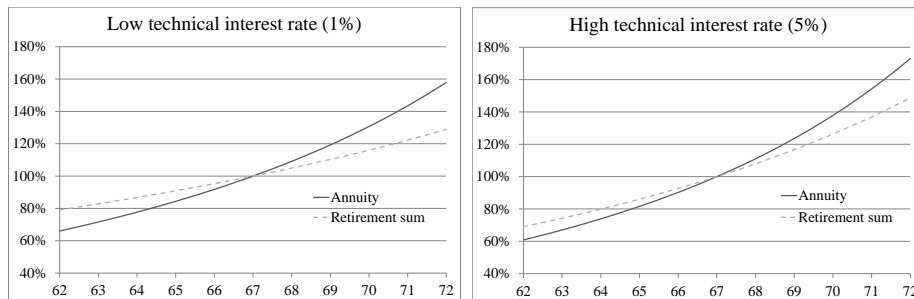 Low technical interest rate (1%)
180%
160%
140%
120%
100%
80%
60%
40%
62 63 64 65 66 67 68 69 70 71 72
Annuity
Retirement sum
High technical interest rate (5%)
180%
160%
140%
120%
100%
80%
60%
40%
62 63 64 65 66 67 68 69 70 71 72
Annuity
Retirement sum